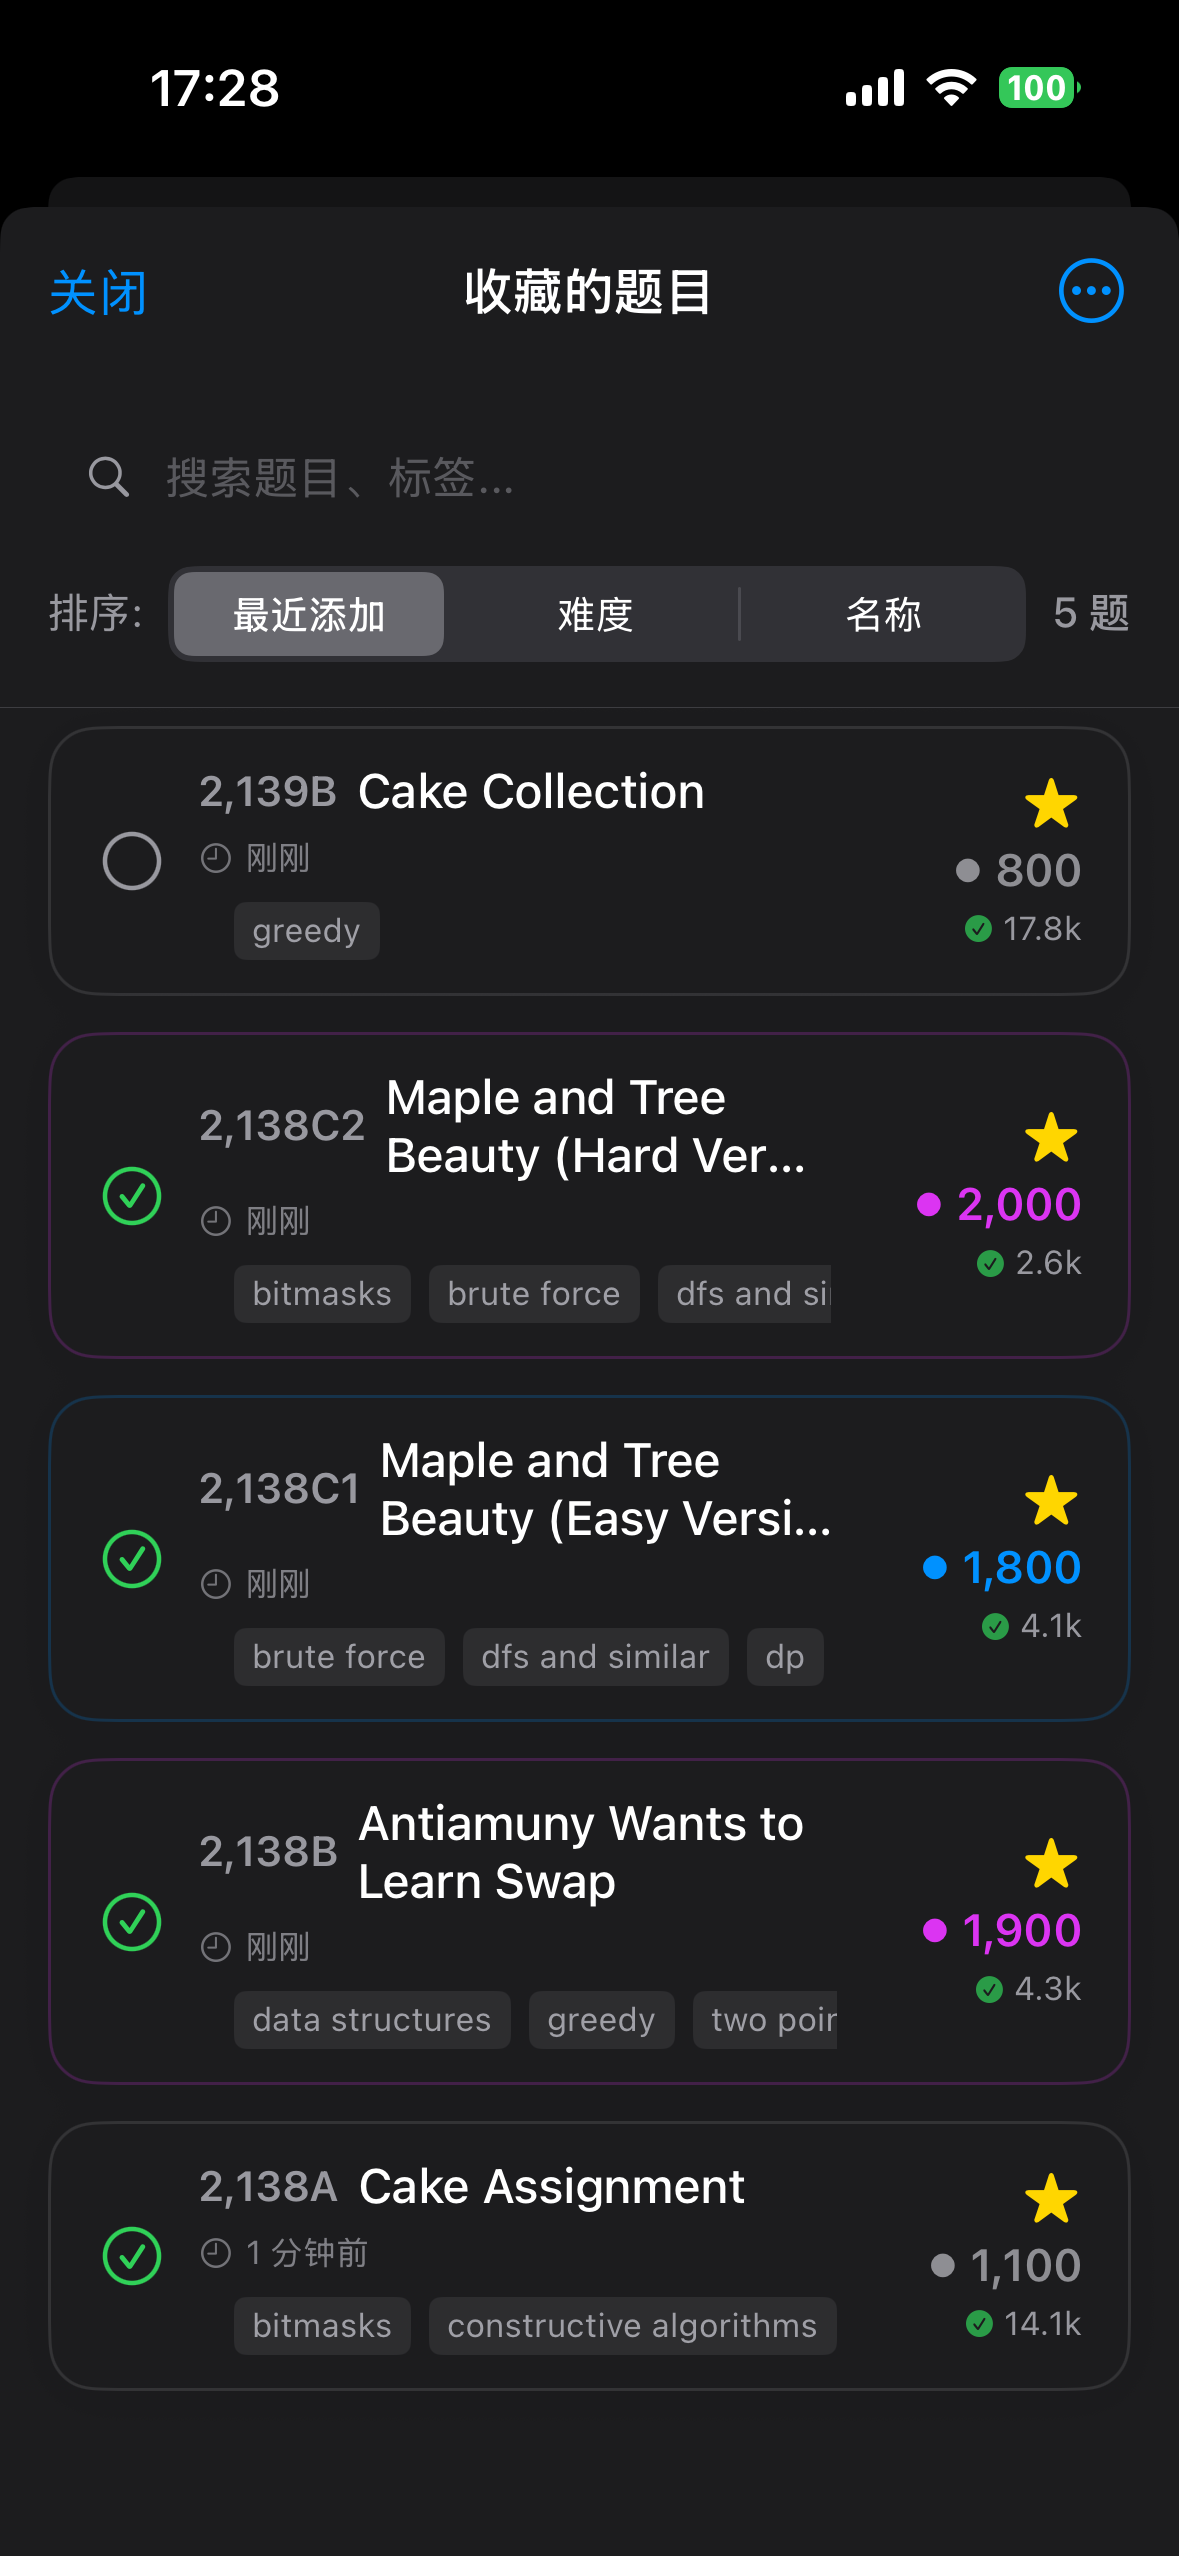 17:28
100
关闭
收藏的题目
搜索题目、标签...
排序:
最近添加
难度
名称
5 题
2,139B Cake Collection
刚刚
greedy
800
17.8k
2,138C2
Maple and Tree
Beauty (Hard Ver...
刚刚
bitmasks
brute force
dfs and si
2,000
2.6k
2,138C1
Maple and Tree
Beauty (Easy Versi...
刚刚
brute force
dfs and similar
dp
1,800
4.1k
2,138B
Antiamuny Wants to
Learn Swap
刚刚
data structures
greedy
two poin
1,900
4.3k
2,138A Cake Assignment
1 分钟前
bitmasks
constructive algorithms
1,100
14.1k